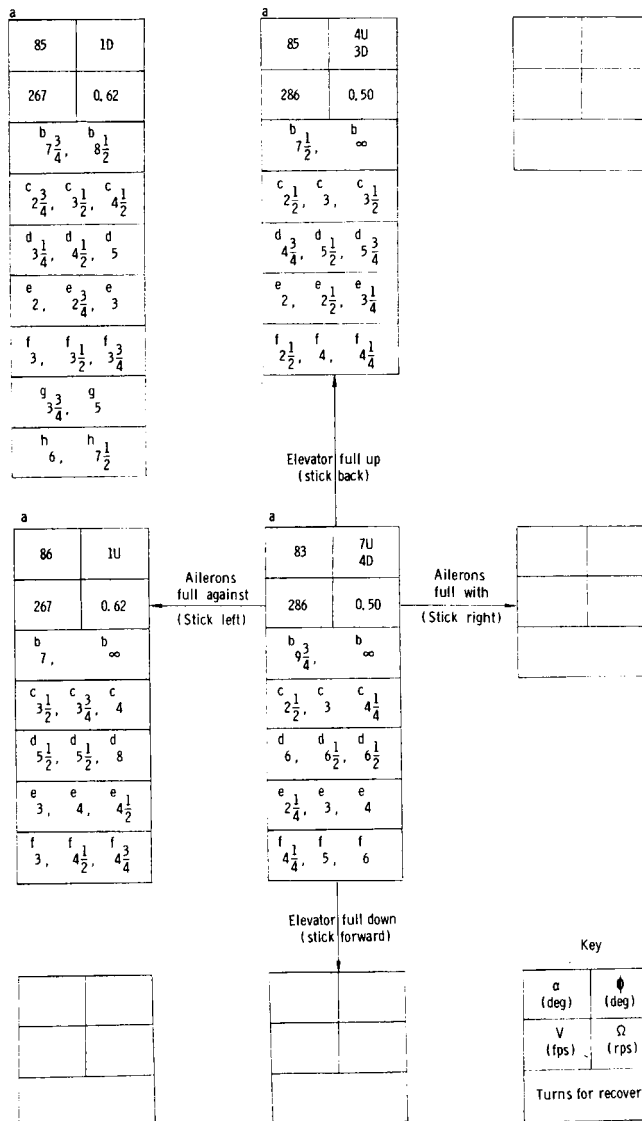 a
85 1D
267 0.62
b 7 3/4, b 8 1/2
c 2 3/4, c 3 1/2, c 4 1/2
d 3 1/4, d 4 1/2, d 5
e 2, e 2 3/4, e 3
f 3, f 3 1/2, f 3 3/4
g 3 3/4, g 5
h 6, h 7 1/2
a
85 4U 3D
286 0.50
b 7 1/2, b ∞
c 2 1/2, c 3, c 3 1/2
d 4 3/4, d 5 1/2, d 5 3/4
e 2, e 2 1/2, e 3 1/4
f 2 1/2, f 4, f 4 1/4
Elevator full up
(stick back)
a
86 1U
267 0.62
b 7, b ∞
c 3 1/2, c 3 3/4, c 4
d 5 1/2, d 5 1/2, d 8
e 3, e 4, e 4 1/2
f 3, f 4 1/2, f 4 3/4
Ailerons
full against
(Stick left)
a
83 7U 4D
286 0.50
b 9 3/4, b ∞
c 2 1/2, c 3 c 4 1/4
d 6, d 6 1/2, d 6 1/2
e 2 1/4, e 3, e 4
f 4 1/4, f 5, f 6
Ailerons
full with
(Stick right)
Elevator full down
(stick forward)
Key
α (deg) ϕ (deg)
V (fps) Ω (rps)
Turns for recover